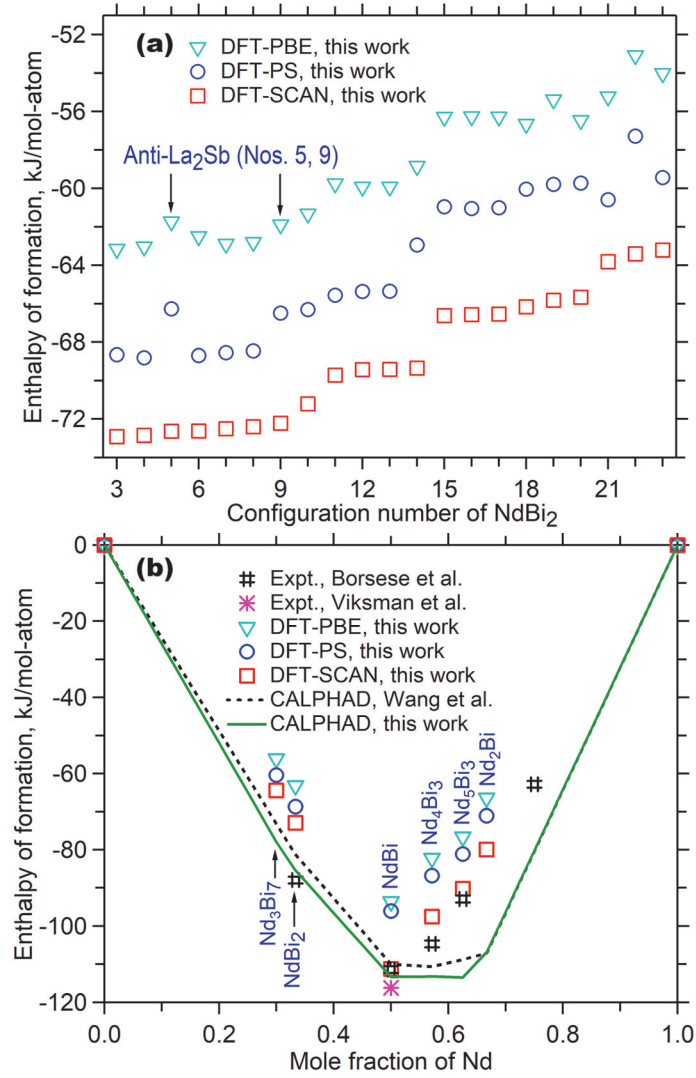 (a)
DFT-PBE, this work
DFT-PS, this work
DFT-SCAN, this work
Anti-La₂Sb (Nos. 5, 9)
Enthalpy of formation, kJ/mol-atom
-52
-56
-60
-64
-68
-72
3 6 9 12 15 18 21
Configuration number of NdBi₂
(b)
Expt., Borsese et al.
Expt., Viksman et al.
DFT-PBE, this work
DFT-PS, this work
DFT-SCAN, this work
CALPHAD, Wang et al.
CALPHAD, this work
Nd₃Bi₇
NdBi₂
NdBi
Nd₄Bi₃
Nd₅Bi₃
Nd₂Bi
Enthalpy of formation, kJ/mol-atom
0
-20
-40
-60
-80
-100
-120
0.0 0.2 0.4 0.6 0.8 1.0
Mole fraction of Nd